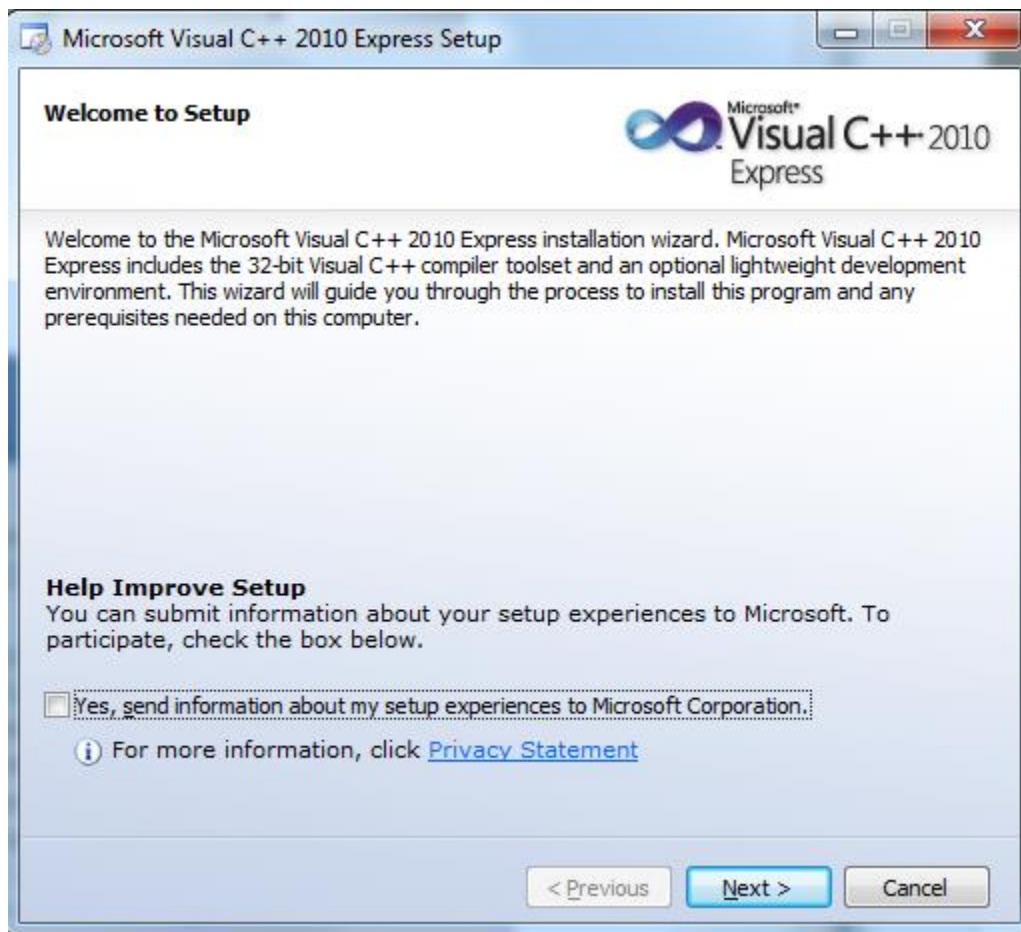 Microsoft Visual C++ 2010 Express Setup
Welcome to Setup
Microsoft®
Visual C++ 2010
Express
Welcome to the Microsoft Visual C++ 2010 Express installation wizard. Microsoft Visual C++ 2010
Express includes the 32-bit Visual C++ compiler toolset and an optional lightweight development
environment. This wizard will guide you through the process to install this program and any
prerequisites needed on this computer.
Help Improve Setup
You can submit information about your setup experiences to Microsoft. To
participate, check the box below.
Yes, send information about my setup experiences to Microsoft Corporation.
For more information, click Privacy Statement
< Previous Next > Cancel